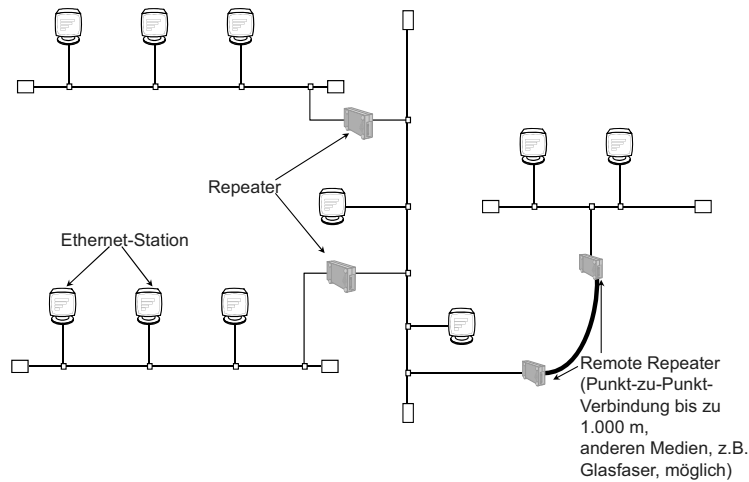 Repeater
Ethernet-Station
Remote Repeater
(Punkt-zu-Punkt-
Verbindung bis zu
1.000 m,
anderen Medien, z.B.
Glasfaser, möglich)